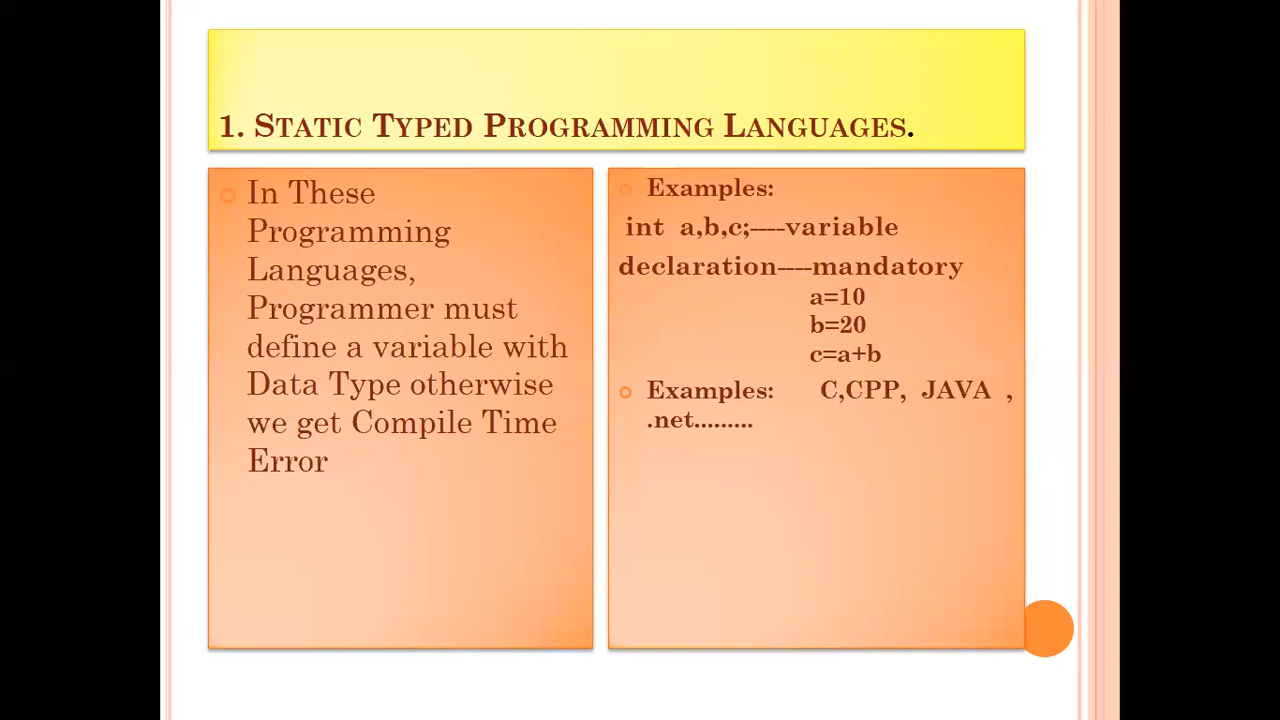 1. Static Typed Programming Languages.
In These
Programming
Languages,
Programmer must
define a variable with
Data Type otherwise
we get Compile Time
Error
Examples:
int a,b,c;----variable
declaration----mandatory
a=10
b=20
c=a+b
Examples: C,CPP, JAVA ,
.net.........